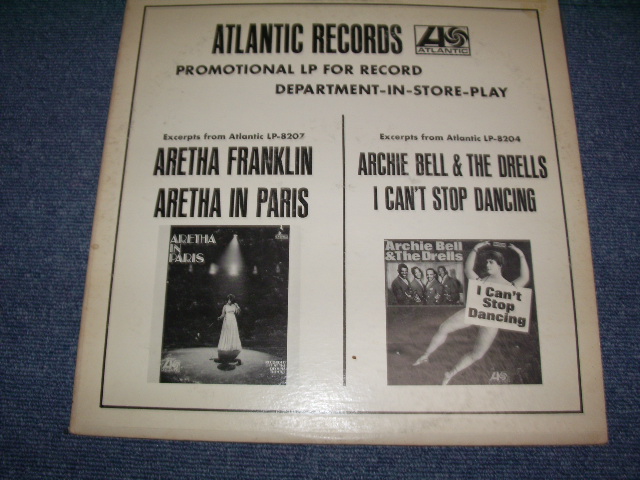 ATLANTIC RECORDS
ATLANTIC
PROMOTIONAL LP FOR RECORD
DEPARTMENT-IN-STORE-PLAY
Excerpts from Atlantic LP-8207
ARETHA FRANKLIN
ARETHA IN PARIS
ARETHA
IN
PARIS
Excerpts from Atlantic LP-8204
ARCHIE BELL & THE DRELLS
I CAN'T STOP DANCING
Archie Bell
&The Drells
I Can't
Stop
Dancing